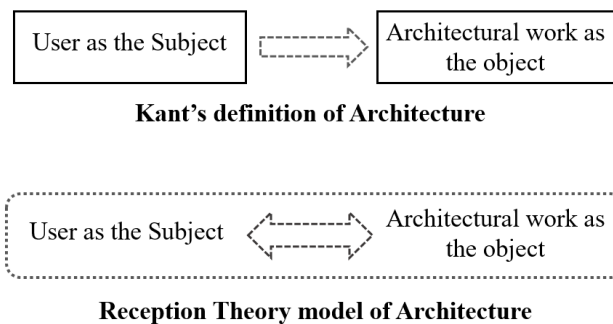 User as the Subject
Architectural work as
the object
Kant's definition of Architecture
User as the Subject
Architectural work as
the object
Reception Theory model of Architecture